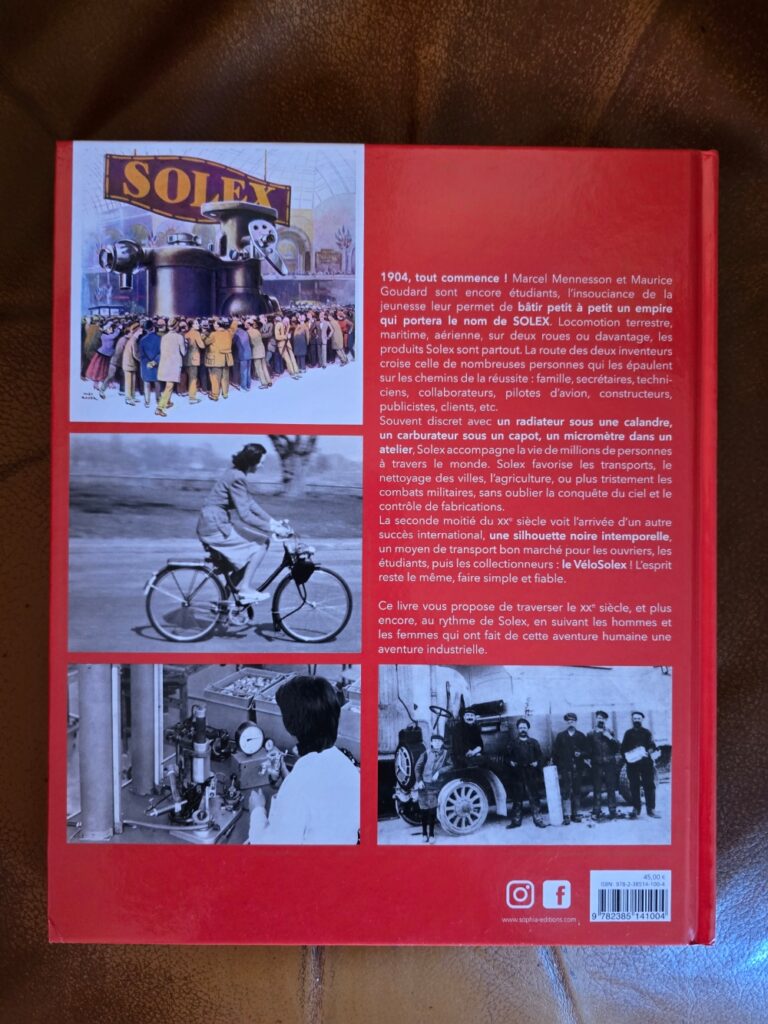 SOLEX
1904, tout commence ! Marcel Mennesson et Maurice
Goudard sont encore étudiants, l'insouciance de la
jeunesse leur permet de bâtir petit à petit un empire
qui portera le nom de SOLEX. Locomotion terrestre,
maritime, aérienne, sur deux roues ou davantage, les
produits Solex sont partout. La route des deux inventeurs
croise celle de nombreuses personnes qui les épaulent
sur les chemins de la réussite : famille, secrétaires, techni-
ciens, collaborateurs, pilotes d'avion, constructeurs,
publicistes, clients, etc.
Souvent discret avec un radiateur sous une calandre,
un carburateur sous un capot, un micromètre dans un
atelier, Solex accompagne la vie de millions de personnes
à travers le monde. Solex favorise les transports, le
nettoyage des villes, l'agriculture, ou plus tristement les
combats militaires, sans oublier la conquête du ciel et le
contrôle de fabrications.
La seconde moitié du XXe siècle voit l'arrivée d'un autre
succès international, une silhouette noire intemporelle,
un moyen de transport bon marché pour les ouvriers, les
étudiants, puis les collectionneurs : le VéloSolex ! L'esprit
reste le même, faire simple et fiable.
Ce livre vous propose de traverser le XXe siècle, et plus
encore, au rythme de Solex, en suivant les hommes et
les femmes qui ont fait de cette aventure humaine une
aventure industrielle.
www.sophia-editions.com
45,00 €
ISBN : 978-2-38514-100-4
9 782385 141004